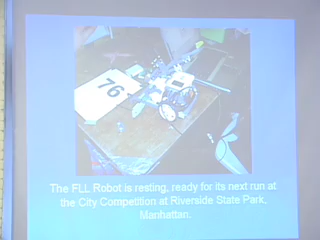 76
The FLL Robot is resting, ready for its next run at
the City Competition at Riverside State Park,
Manhattan.